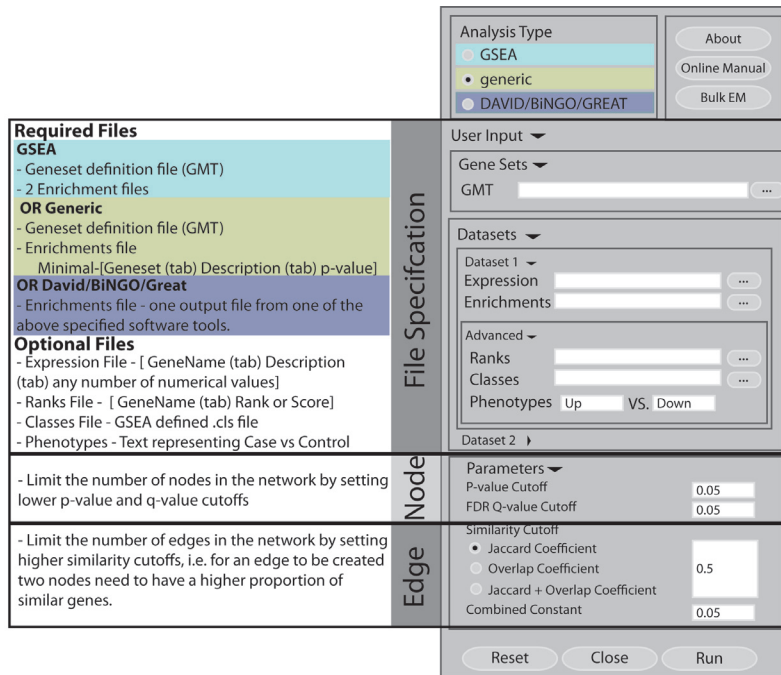 Analysis Type
GSEA
generic
DAVID/BiNGO/GREAT
About
Online Manual
Bulk EM
Required Files
GSEA
- Geneset definition file (GMT)
- 2 Enrichment files
OR Generic
- Geneset definition file (GMT)
- Enrichments file
Minimal-[Geneset (tab) Description (tab) p-value]
OR David/BiNGO/Great
- Enrichments file - one output file from one of the
above specified software tools.
Optional Files
- Expression File - [ GeneName (tab) Description
(tab) any number of numerical values]
- Ranks File - [ GeneName (tab) Rank or Score]
- Classes File - GSEA defined .cls file
- Phenotypes - Text representing Case vs Control
File Specifcation
User Input
Gene Sets
GMT ...
Datasets
Dataset 1
Expression ...
Enrichments ...
Advanced
Ranks ...
Classes ...
Phenotypes Up VS. Down
Dataset 2
- Limit the number of nodes in the network by setting
lower p-value and q-value cutoffs
Node
Parameters
P-value Cutoff 0.05
FDR Q-value Cutoff 0.05
- Limit the number of edges in the network by setting
higher similarity cutoffs, i.e. for an edge to be created
two nodes need to have a higher proportion of
similar genes.
Edge
Similarity Cutoff
Jaccard Coefficient
Overlap Coefficient 0.5
Jaccard + Overlap Coefficient
Combined Constant 0.05
Reset Close Run